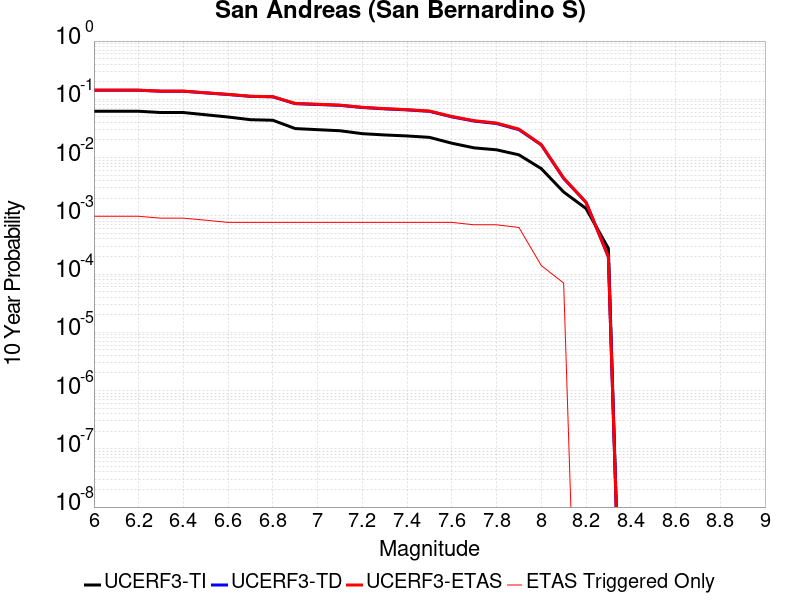 San Andreas (San Bernardino S)
10 0
10 -1
10 -2
10 -3
10 -4
10 -5
10 -6
10 -7
10 -8
10 Year Probability
6 6.2 6.4 6.6 6.8 7 7.2 7.4 7.6 7.8 8 8.2 8.4 8.6 8.8 9
Magnitude
UCERF3-TI UCERF3-TD UCERF3-ETAS ETAS Triggered Only